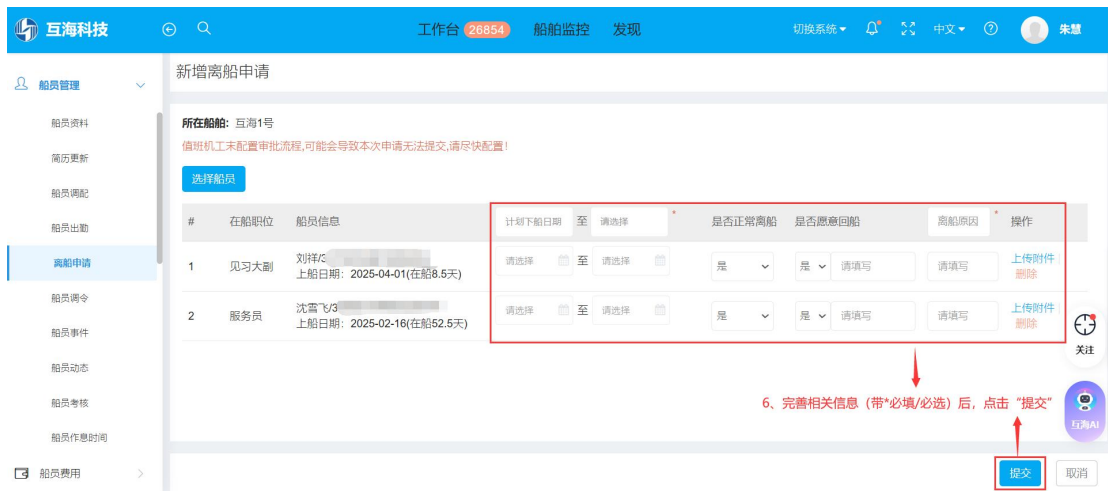 互海科技
工作台 26854 船舶监控 发现
切换系统 中文 朱慧
船员管理
船员资料
简历更新
船员调配
船员出勤
离船申请
船员调令
船员事件
船员动态
船员考核
船员作息时间
船员费用
新增离船申请
所在船舶: 互海1号
值班机工未配置审批流程,可能会导致本次申请无法提交,请尽快配置!
选择船员
# 在船职位 船员信息 计划下船日期 至 请选择 * 是否正常离船 是否愿意回船 离船原因 * 操作
1 见习大副 刘祥/3 请选择 至 请选择 是 是 请填写 请填写 上传附件
上船日期: 2025-04-01(在船8.5天) 删除
2 服务员 沈雪飞/3 请选择 至 请选择 是 是 请填写 请填写 上传附件
上船日期: 2025-02-16(在船52.5天) 删除
关注
6、完善相关信息（带*必填/必选）后，点击“提交”
互海AI
提交 取消